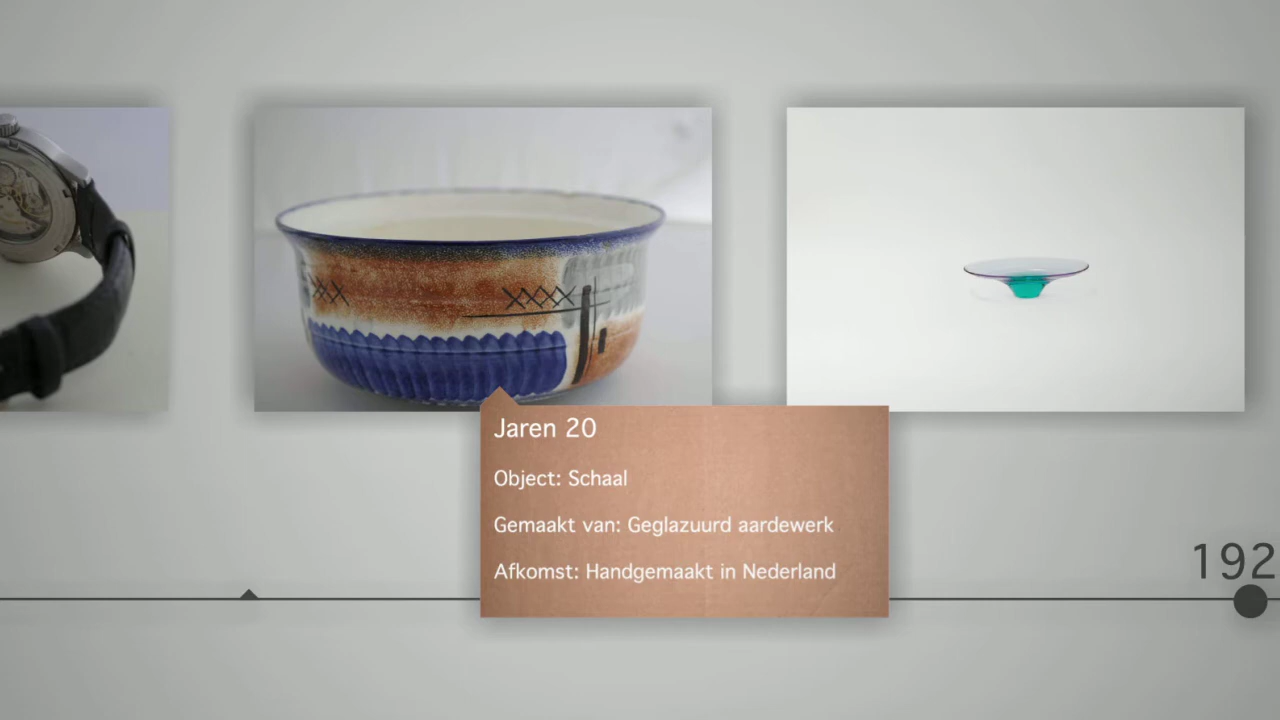 Jaren 20
Object: Schaal
Gemaakt van: Geglazuurd aardewerk
Afkomst: Handgemaakt in Nederland
192